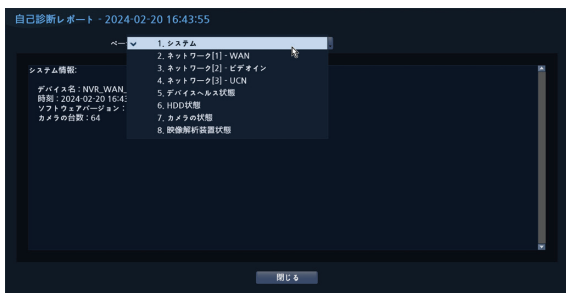 自己診断レポート - 2024-02-20 16:43:55
ペー
1. システム
2. ネットワーク[1] - WAN
3. ネットワーク[2] - ビデオイン
4. ネットワーク[3] - UCN
5. デバイスヘルス状態
6. HDD状態
7. カメラの状態
8. 映像解析装置状態
システム情報:
デバイス名 : NVR_WAN_
時刻 : 2024-02-20 16:43
ソフトウェアバージョン :
カメラの台数 : 64
閉じる